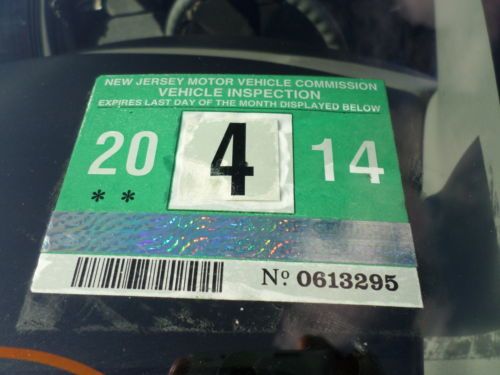 NEW JERSEY MOTOR VEHICLE COMMISSION
VEHICLE INSPECTION
EXPIRES LAST DAY OF THE MONTH DISPLAYED BELOW
20 4 14
**
Nº 0613295